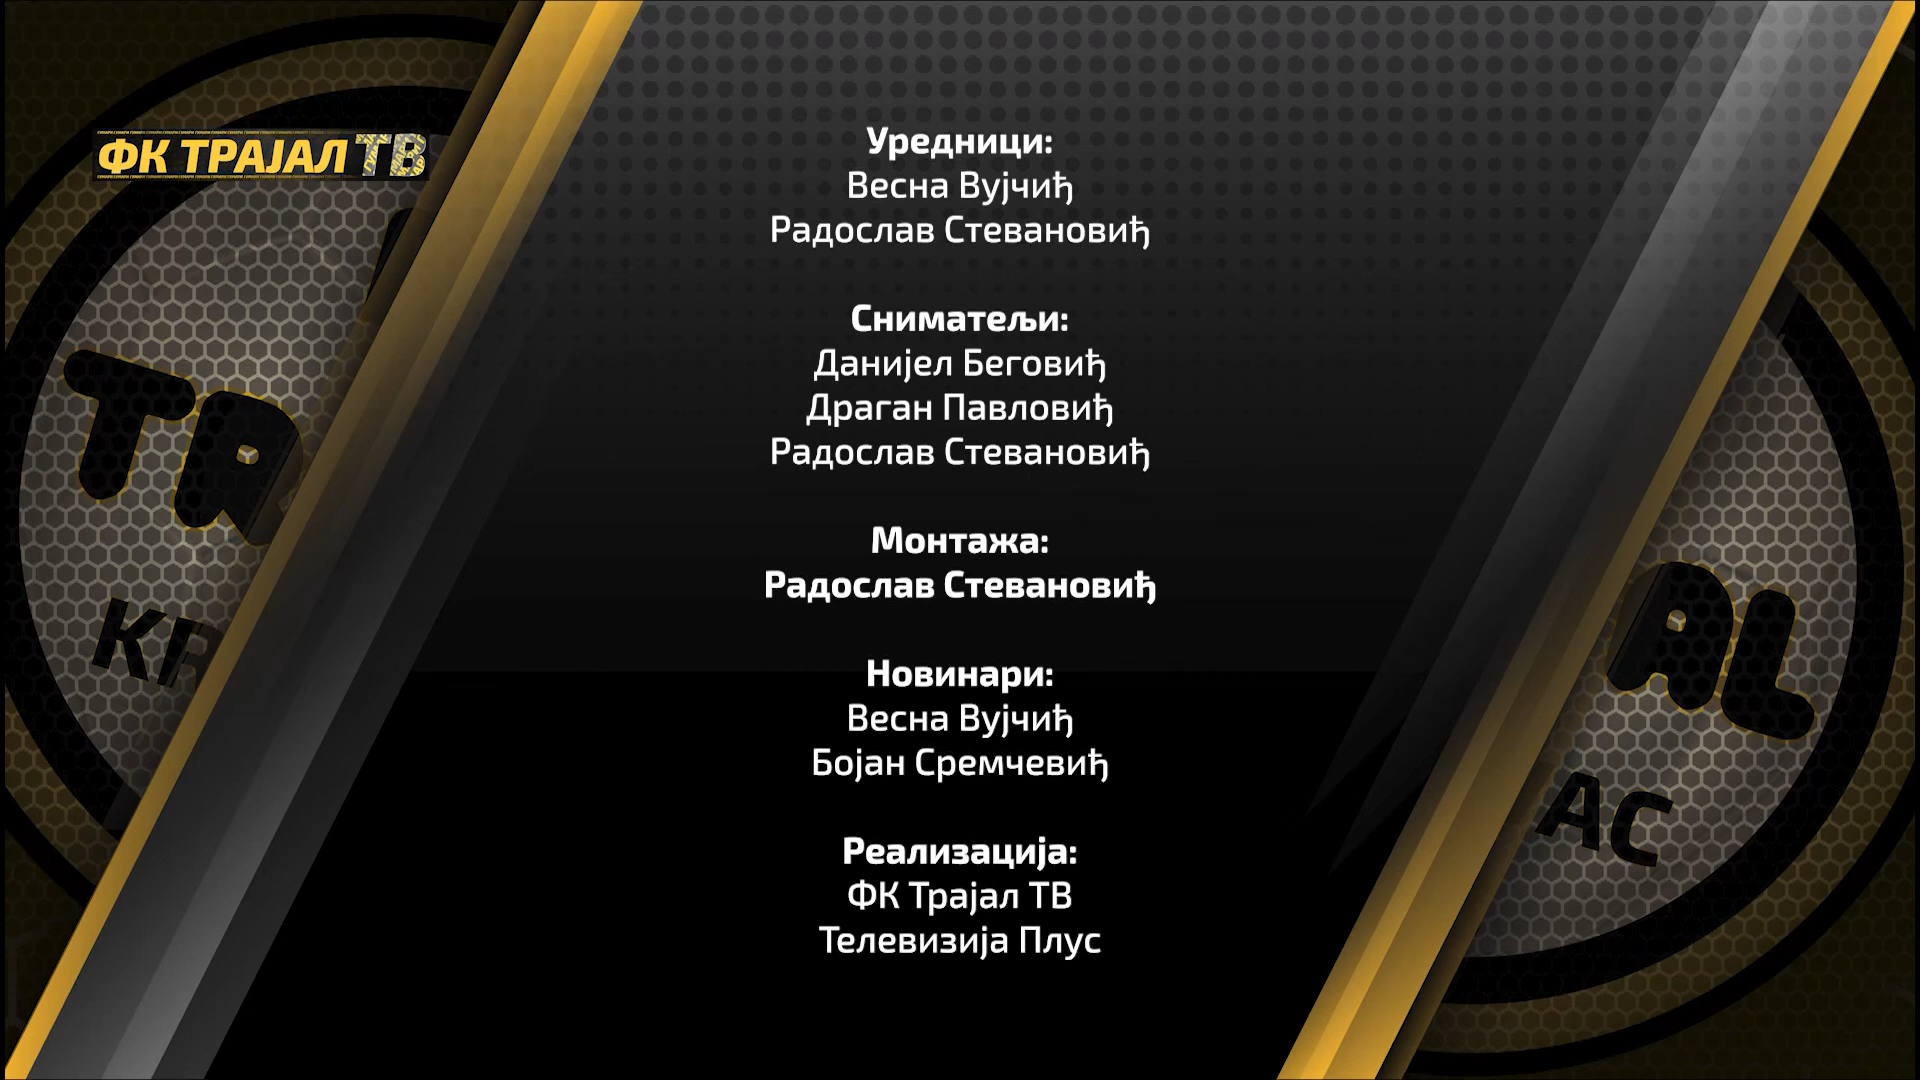 ФК ТРАЈАЛ ТВ
Уредници:
Весна Вујчић
Радослав Стевановић
Сниматељи:
Данијел Беговић
Драган Павловић
Радослав Стевановић
Монтажа:
Радослав Стевановић
Новинари:
Весна Вујчић
Бојан Сремчевић
Реализација:
ФК Трајал ТВ
Телевизија Плус